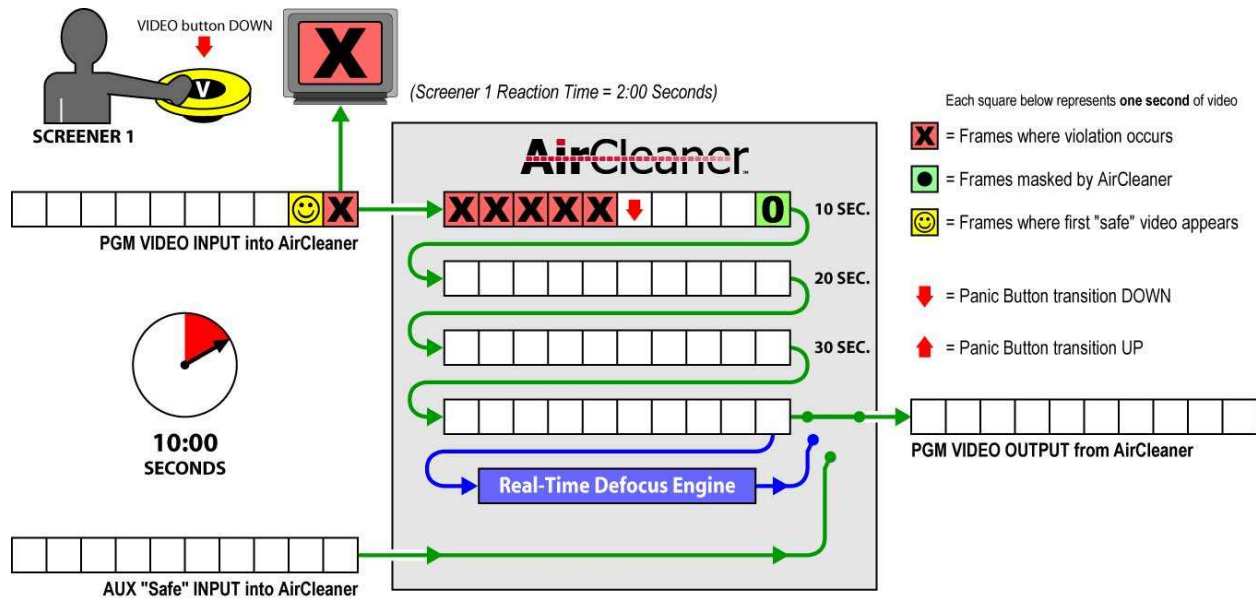 VIDEO button DOWN
V
X
SCREENER 1
(Screener 1 Reaction Time = 2:00 Seconds)
Each square below represents one second of video
X = Frames where violation occurs
= Frames masked by AirCleaner
= Frames where first "safe" video appears
= Panic Button transition DOWN
= Panic Button transition UP
AirCleaner™
X
PGM VIDEO INPUT into AirCleaner
X X X X X 0 10 SEC.
20 SEC.
30 SEC.
10:00
SECONDS
PGM VIDEO OUTPUT from AirCleaner
Real-Time Defocus Engine
AUX "Safe" INPUT into AirCleaner